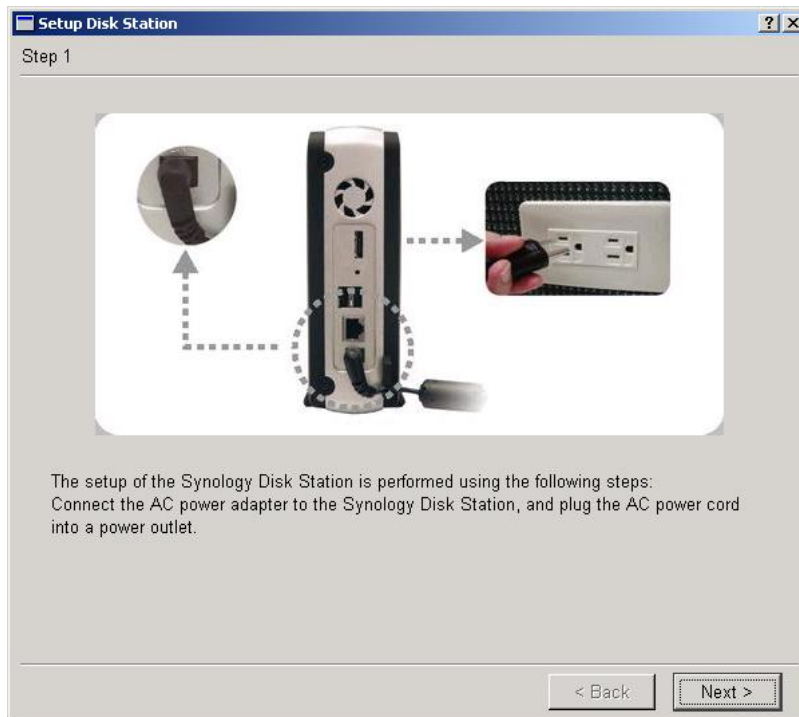 Setup Disk Station
Step 1
The setup of the Synology Disk Station is performed using the following steps:
Connect the AC power adapter to the Synology Disk Station, and plug the AC power cord
into a power outlet.
< Back
Next >